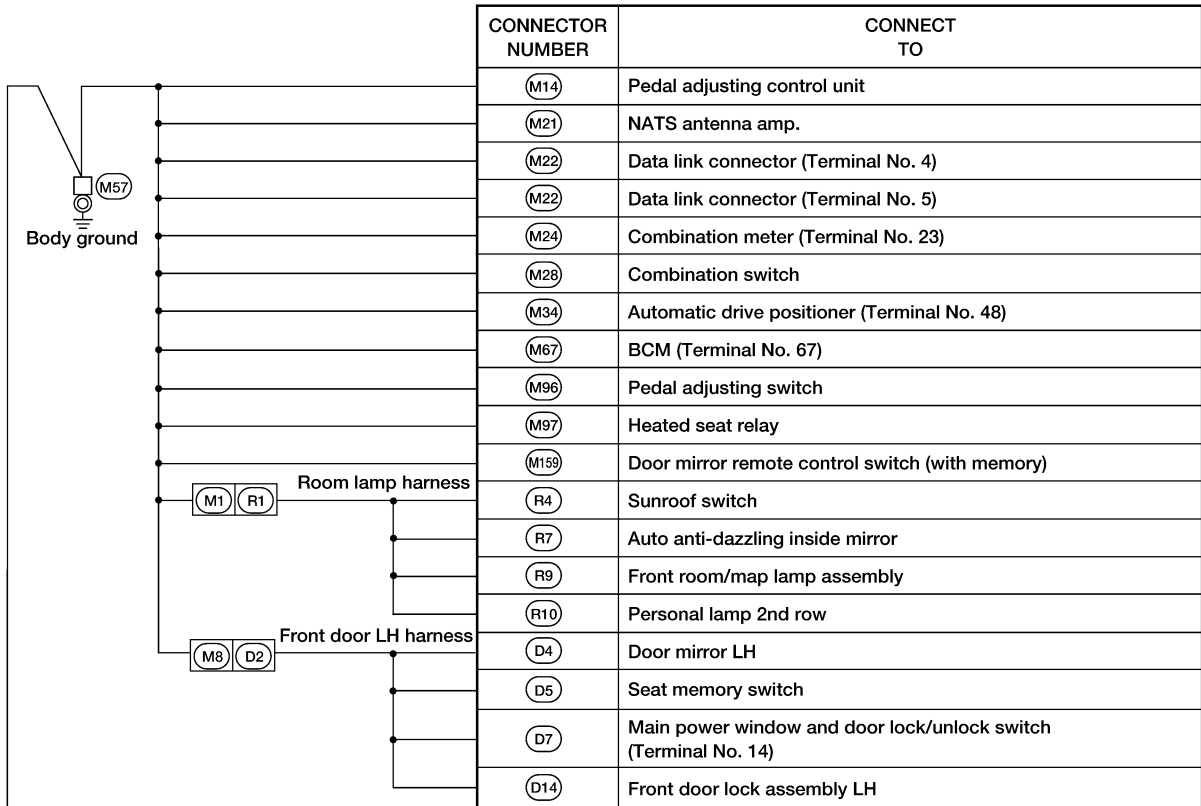 CONNECTOR NUMBER CONNECT TO
M14 Pedal adjusting control unit
M21 NATS antenna amp.
M22 Data link connector (Terminal No. 4)
M57
M22 Data link connector (Terminal No. 5)
Body ground
M24 Combination meter (Terminal No. 23)
M28 Combination switch
M34 Automatic drive positioner (Terminal No. 48)
M67 BCM (Terminal No. 67)
M96 Pedal adjusting switch
M97 Heated seat relay
M159 Door mirror remote control switch (with memory)
Room lamp harness
M1 R1 R4 Sunroof switch
R7 Auto anti-dazzling inside mirror
R9 Front room/map lamp assembly
R10 Personal lamp 2nd row
Front door LH harness
M8 D2 D4 Door mirror LH
D5 Seat memory switch
D7 Main power window and door lock/unlock switch
(Terminal No. 14)
D14 Front door lock assembly LH